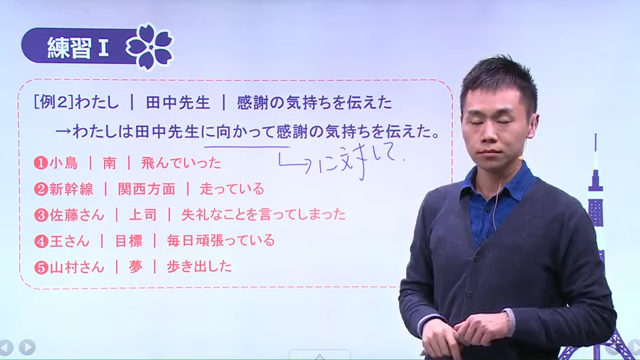 練習Ⅰ
[例２]わたし | 田中先生 | 感謝の気持ちを伝えた
→わたしは田中先生に向かって感謝の気持ちを伝えた。
に対して.
❶小鳥 | 南 | 飛んでいった
❷新幹線 | 関西方面 | 走っている
❸佐藤さん | 上司 | 失礼なことを言ってしまった
❹王さん | 目標 | 毎日頑張っている
❺山村さん | 夢 | 歩き出した